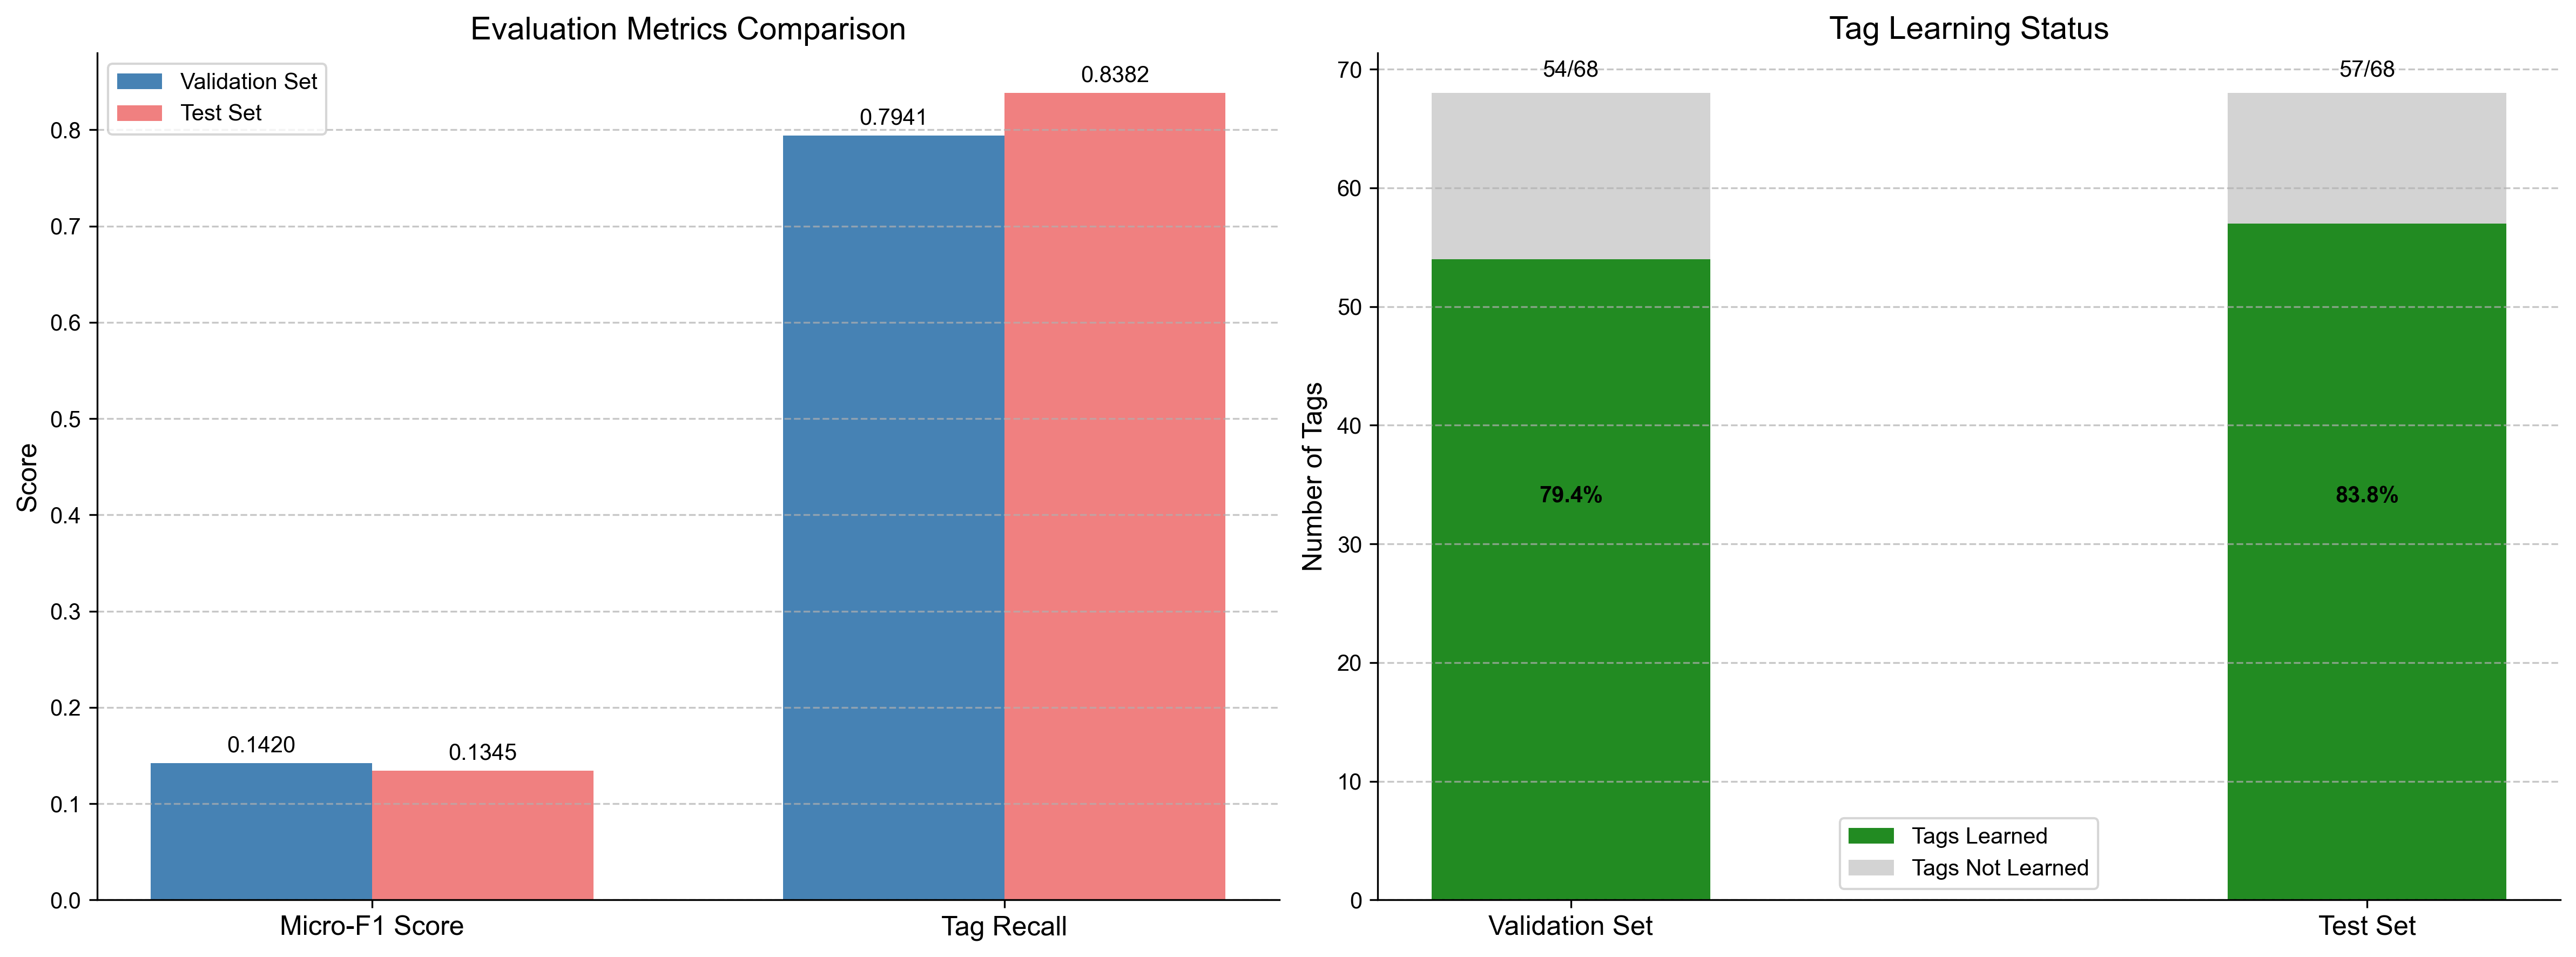 Evaluation Metrics Comparison
Validation Set
Test Set
Score
0.8
0.7
0.6
0.5
0.4
0.3
0.2
0.1
0.0
0.1420
0.1345
0.7941
0.8382
Micro-F1 Score
Tag Recall
Tag Learning Status
Number of Tags
70
60
50
40
30
20
10
0
54/68
57/68
79.4%
83.8%
Tags Learned
Tags Not Learned
Validation Set
Test Set